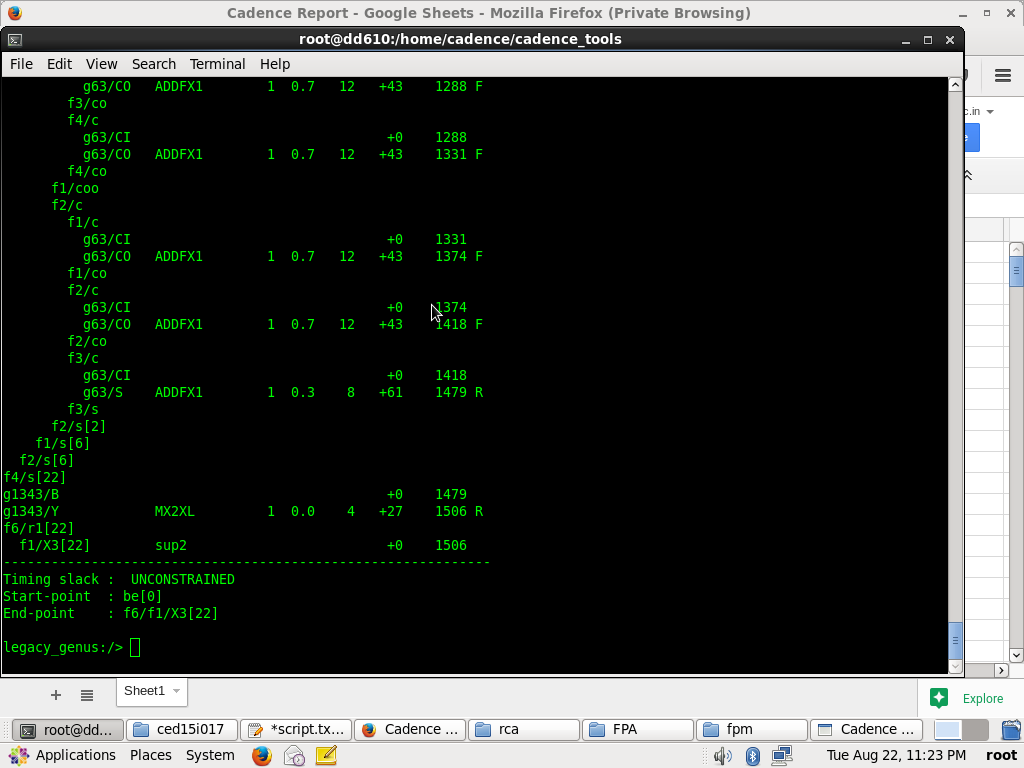 Cadence Report - Google Sheets - Mozilla Firefox (Private Browsing)
root@dd610:/home/cadence/cadence_tools
File Edit View Search Terminal Help
g63/CO ADDFX1 1 0.7 12 +43 1288 F
f3/co
f4/c
g63/CI +0 1288
g63/CO ADDFX1 1 0.7 12 +43 1331 F
f4/co
f1/coo
f2/c
f1/c
g63/CI +0 1331
g63/CO ADDFX1 1 0.7 12 +43 1374 F
f1/co
f2/c
g63/CI +0 1374
g63/CO ADDFX1 1 0.7 12 +43 1418 F
f2/co
f3/c
g63/CI +0 1418
g63/S ADDFX1 1 0.3 8 +61 1479 R
f3/s
f2/s[2]
f1/s[6]
f2/s[6]
f4/s[22]
g1343/B +0 1479
g1343/Y MX2XL 1 0.0 4 +27 1506 R
f6/r1[22]
f1/X3[22] sup2 +0 1506
-------------------------------------------------------------
Timing slack : UNCONSTRAINED
Start-point : be[0]
End-point : f6/f1/X3[22]
legacy_genus:/>
c.in
Sheet1
Explore
root@dd... ced15i017 *script.tx... Cadence ... rca FPA fpm Cadence ...
Applications Places System Tue Aug 22, 11:23 PM root